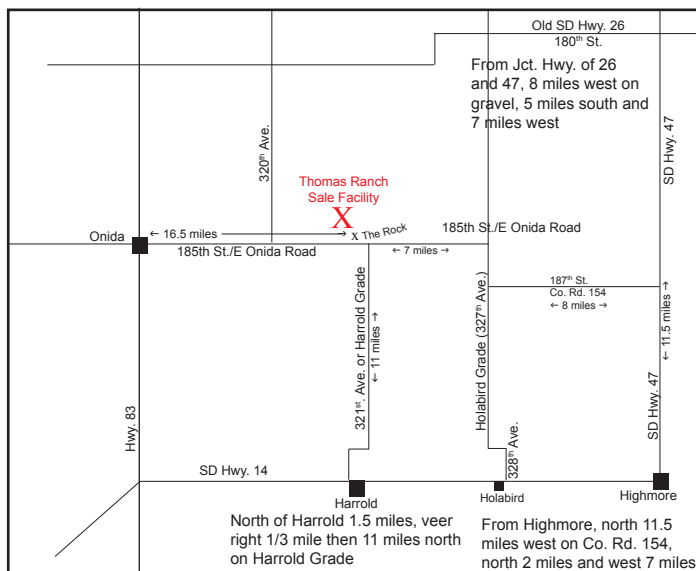 Old SD Hwy. 26
180th St.
From Jct. Hwy. of 26
and 47, 8 miles west on
gravel, 5 miles south and
7 miles west
SD Hwy. 47
320th Ave.
Thomas Ranch
Sale Facility
X
Onida
← 16.5 miles →
X The Rock
185th St./E Onida Road
185th St./E Onida Road
← 7 miles →
187th St.
Co. Rd. 154
← 8 miles →
← 11.5 miles →
321st. Ave. or Harrold Grade
← 11 miles →
Holabird Grade (327th Ave.)
328th Ave.
SD Hwy. 47
Hwy. 83
SD Hwy. 14
Harrold
Holabird
Highmore
North of Harrold 1.5 miles, veer
right 1/3 mile then 11 miles north
on Harrold Grade
From Highmore, north 11.5
miles west on Co. Rd. 154,
north 2 miles and west 7 miles